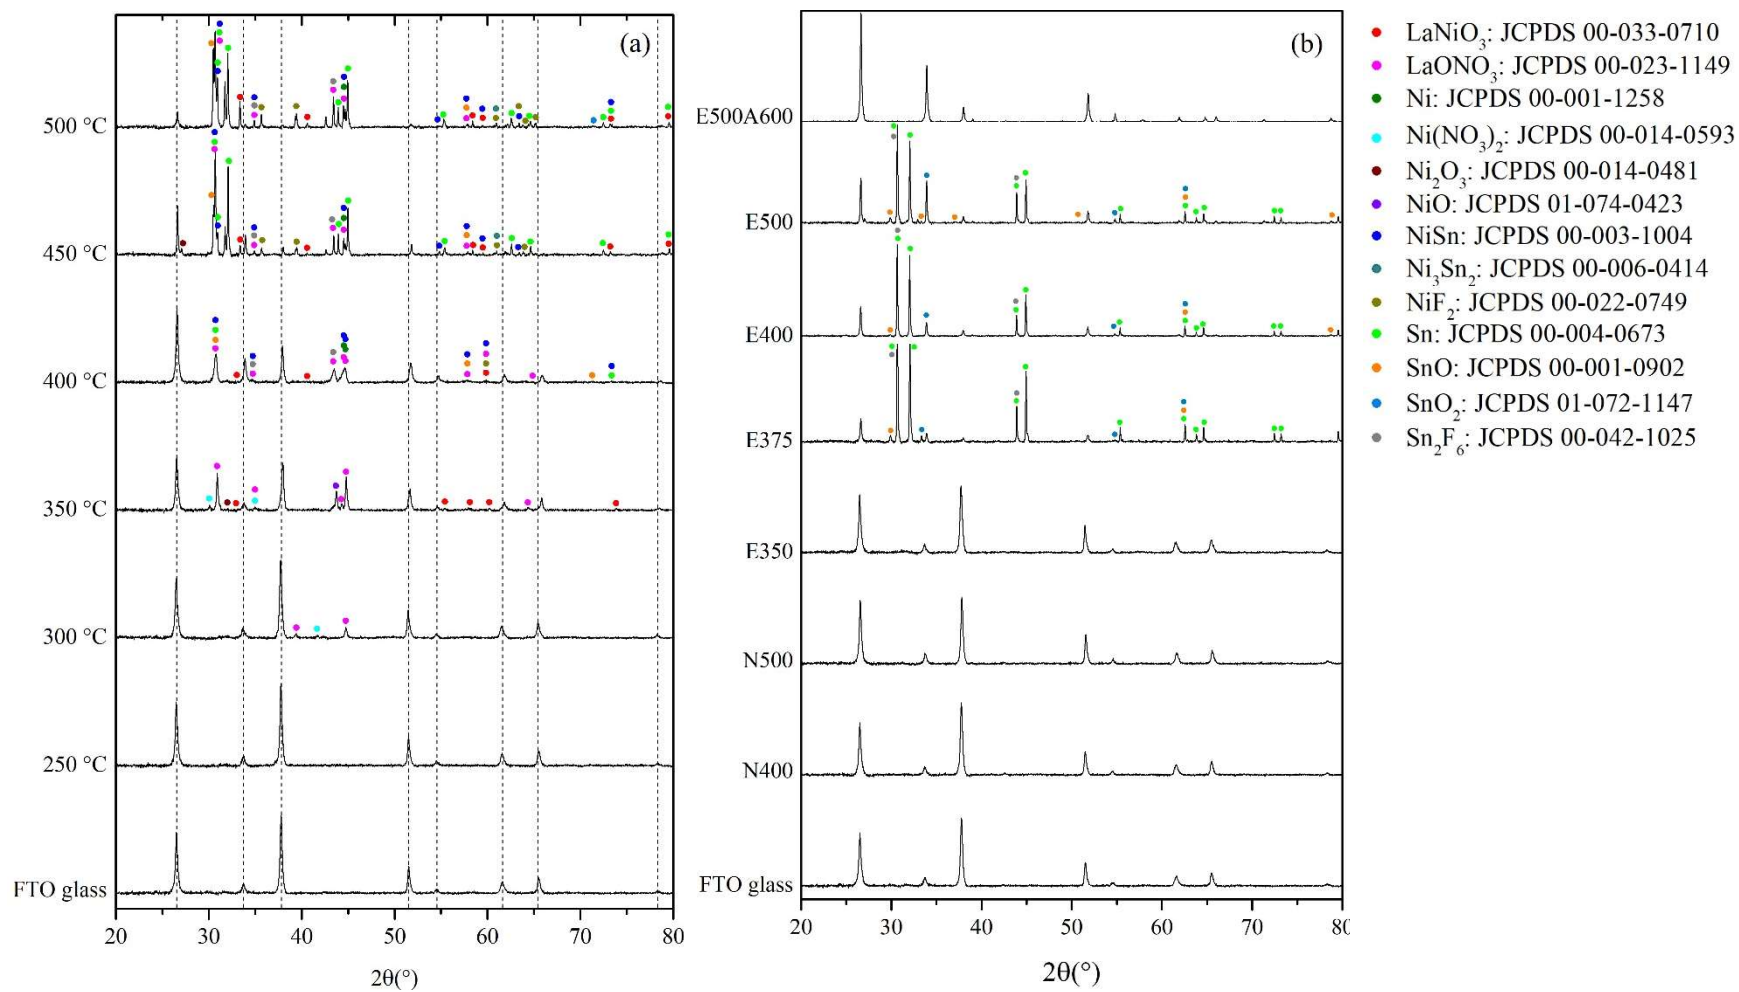 (a)
500 °C
450 °C
400 °C
350 °C
300 °C
250 °C
FTO glass
20 30 40 50 60 70 80
2θ(°)
(b)
E500A600
E500
E400
E375
E350
N500
N400
FTO glass
20 30 40 50 60 70 80
2θ(°)
LaNiO₃: JCPDS 00-033-0710
LaONO₃: JCPDS 00-023-1149
Ni: JCPDS 00-001-1258
Ni(NO₃)₂: JCPDS 00-014-0593
Ni₂O₃: JCPDS 00-014-0481
NiO: JCPDS 01-074-0423
NiSn: JCPDS 00-003-1004
Ni₃Sn₂: JCPDS 00-006-0414
NiF₂: JCPDS 00-022-0749
Sn: JCPDS 00-004-0673
SnO: JCPDS 00-001-0902
SnO₂: JCPDS 01-072-1147
Sn₂F₆: JCPDS 00-042-1025